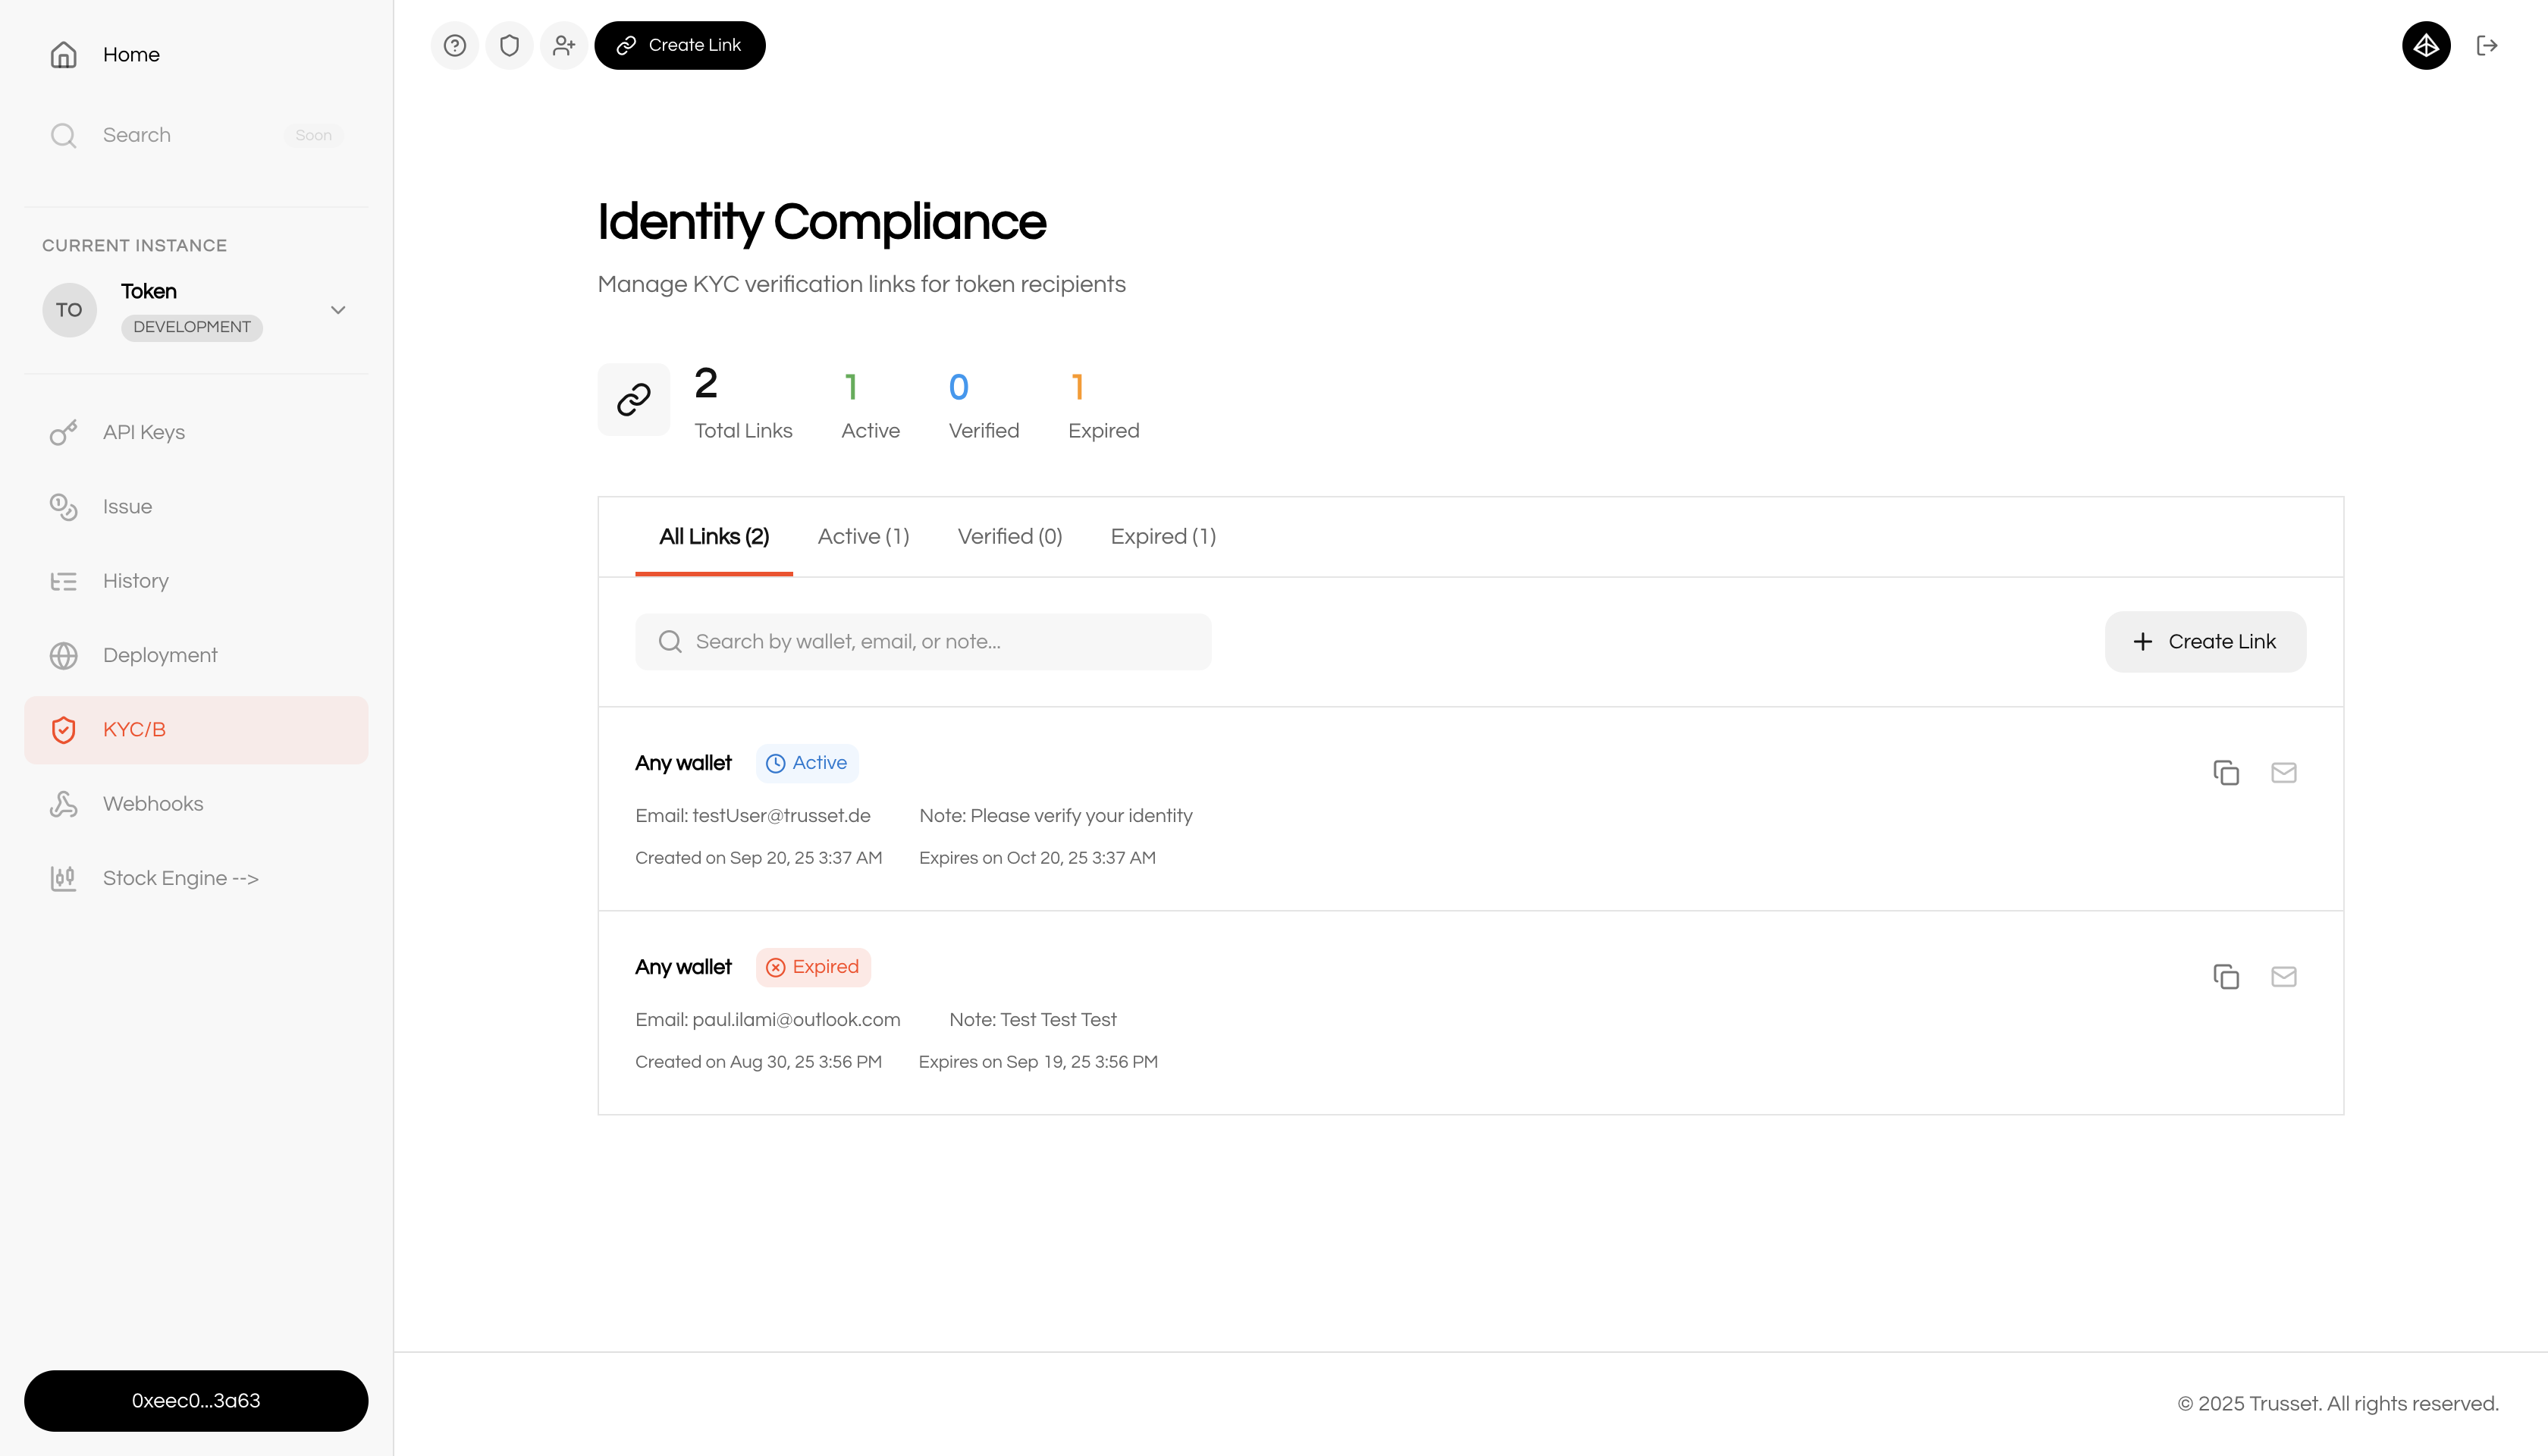 Home
Search
Soon
CURRENT INSTANCE
TO
Token
DEVELOPMENT
API Keys
Issue
History
Deployment
KYC/B
Webhooks
Stock Engine -->
0xeec0...3a63
Create Link
Identity Compliance
Manage KYC verification links for token recipients
2
Total Links
1
Active
0
Verified
1
Expired
All Links (2)
Active (1)
Verified (0)
Expired (1)
Search by wallet, email, or note...
Create Link
Any wallet
Active
Email: testUser@trusset.de
Note: Please verify your identity
Created on Sep 20, 25 3:37 AM
Expires on Oct 20, 25 3:37 AM
Any wallet
Expired
Email: paul.ilami@outlook.com
Note: Test Test Test
Created on Aug 30, 25 3:56 PM
Expires on Sep 19, 25 3:56 PM
© 2025 Trusset. All rights reserved.